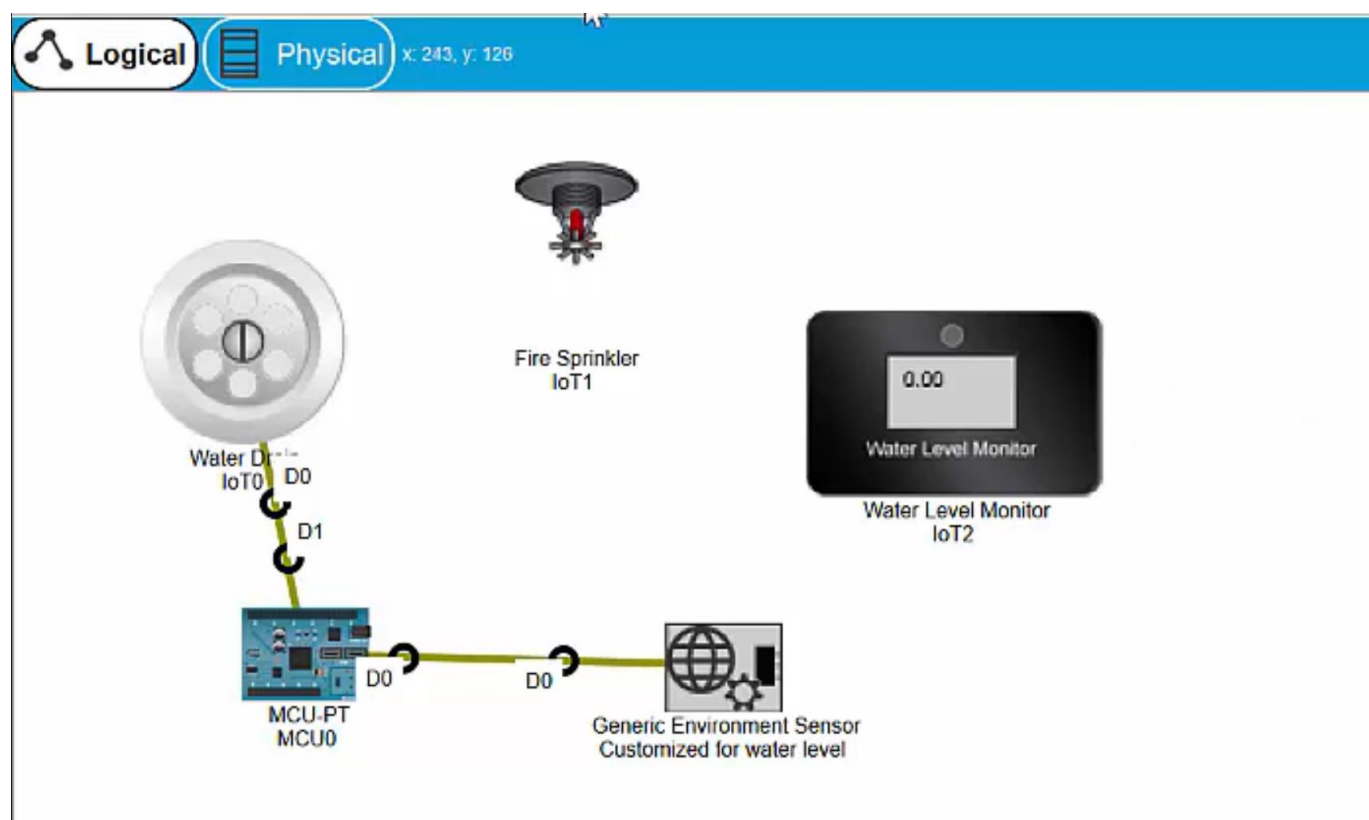 Logical
Physical
x: 243, y: 126
Fire Sprinkler
IoT1
0.00
Water Level Monitor
Water Level Monitor
IoT2
Water
IoT0
D0
D1
D0
D0
MCU-PT
MCU0
Generic Environment Sensor
Customized for water level